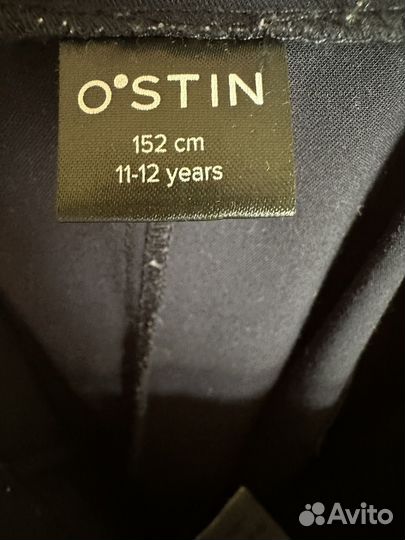 O'STIN
152 cm
11-12 years
Avito